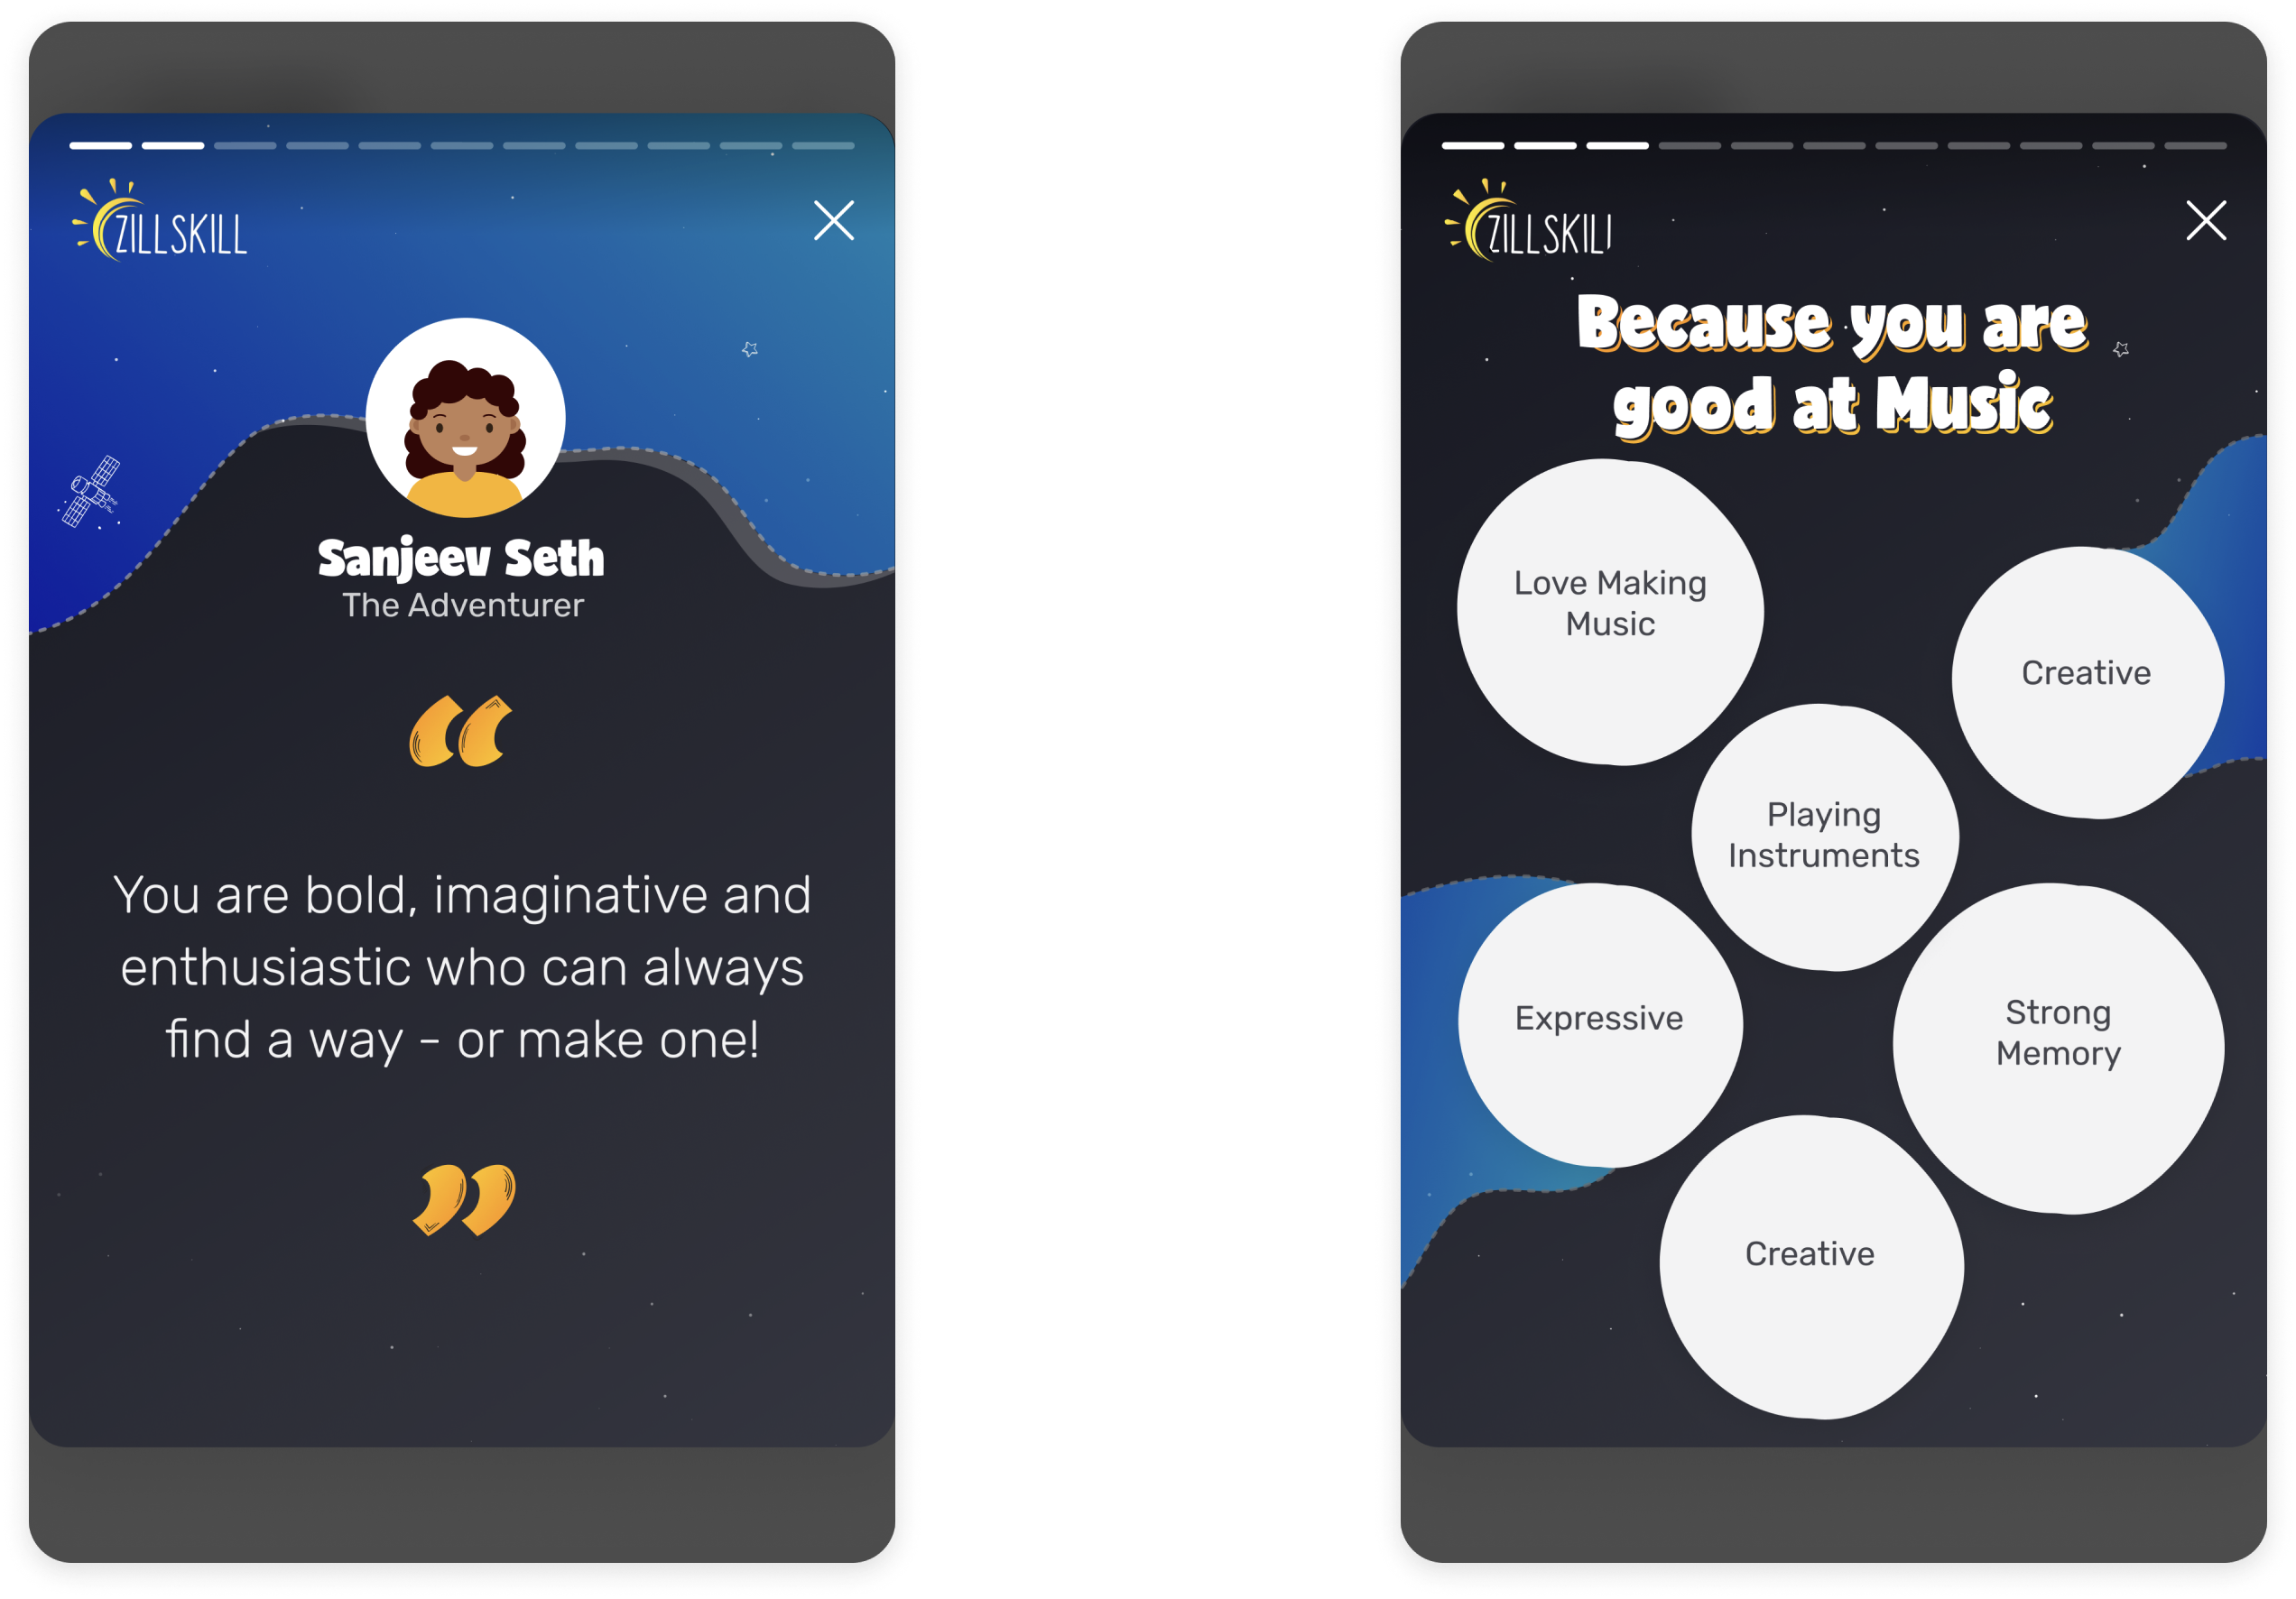 ZILLSKILL
Sanjeev Seth
The Adventurer
“
You are bold, imaginative and
enthusiastic who can always
find a way - or make one!
”
ZILLSKILL
Because you are
good at Music
Love Making
Music
Creative
Playing
Instruments
Expressive
Strong
Memory
Creative